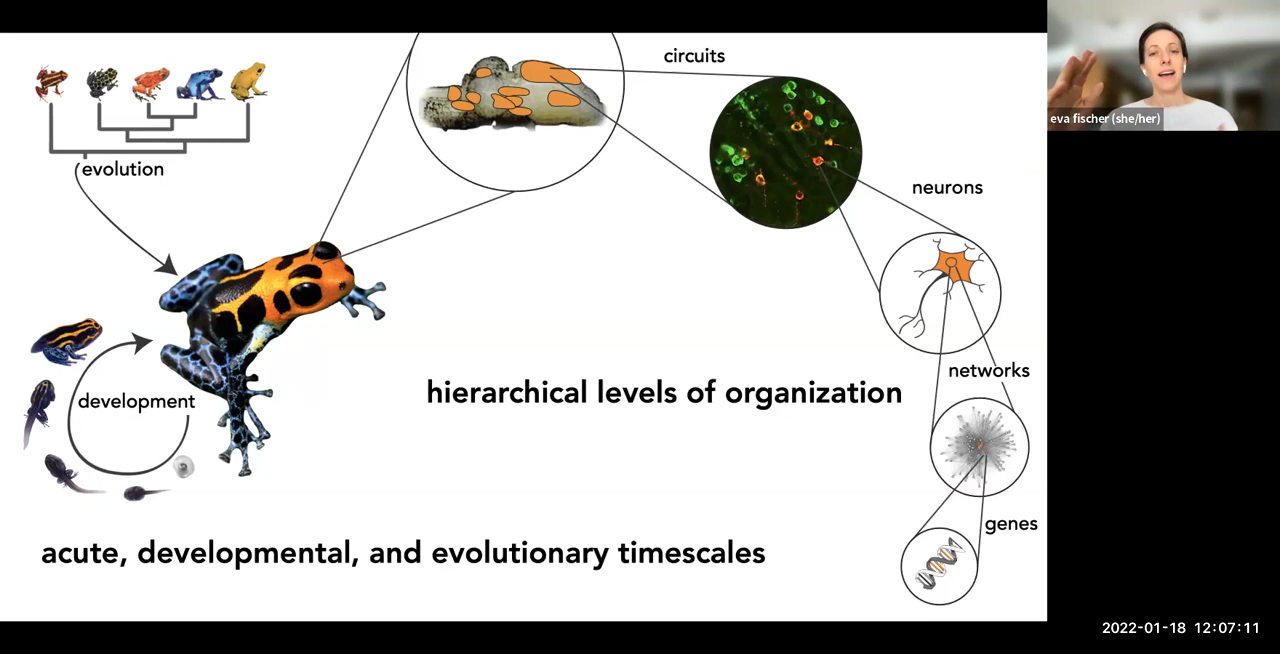 circuits
eva fischer (she/her)
evolution
neurons
networks
development
hierarchical levels of organization
genes
acute, developmental, and evolutionary timescales
2022-01-18 12:07:11